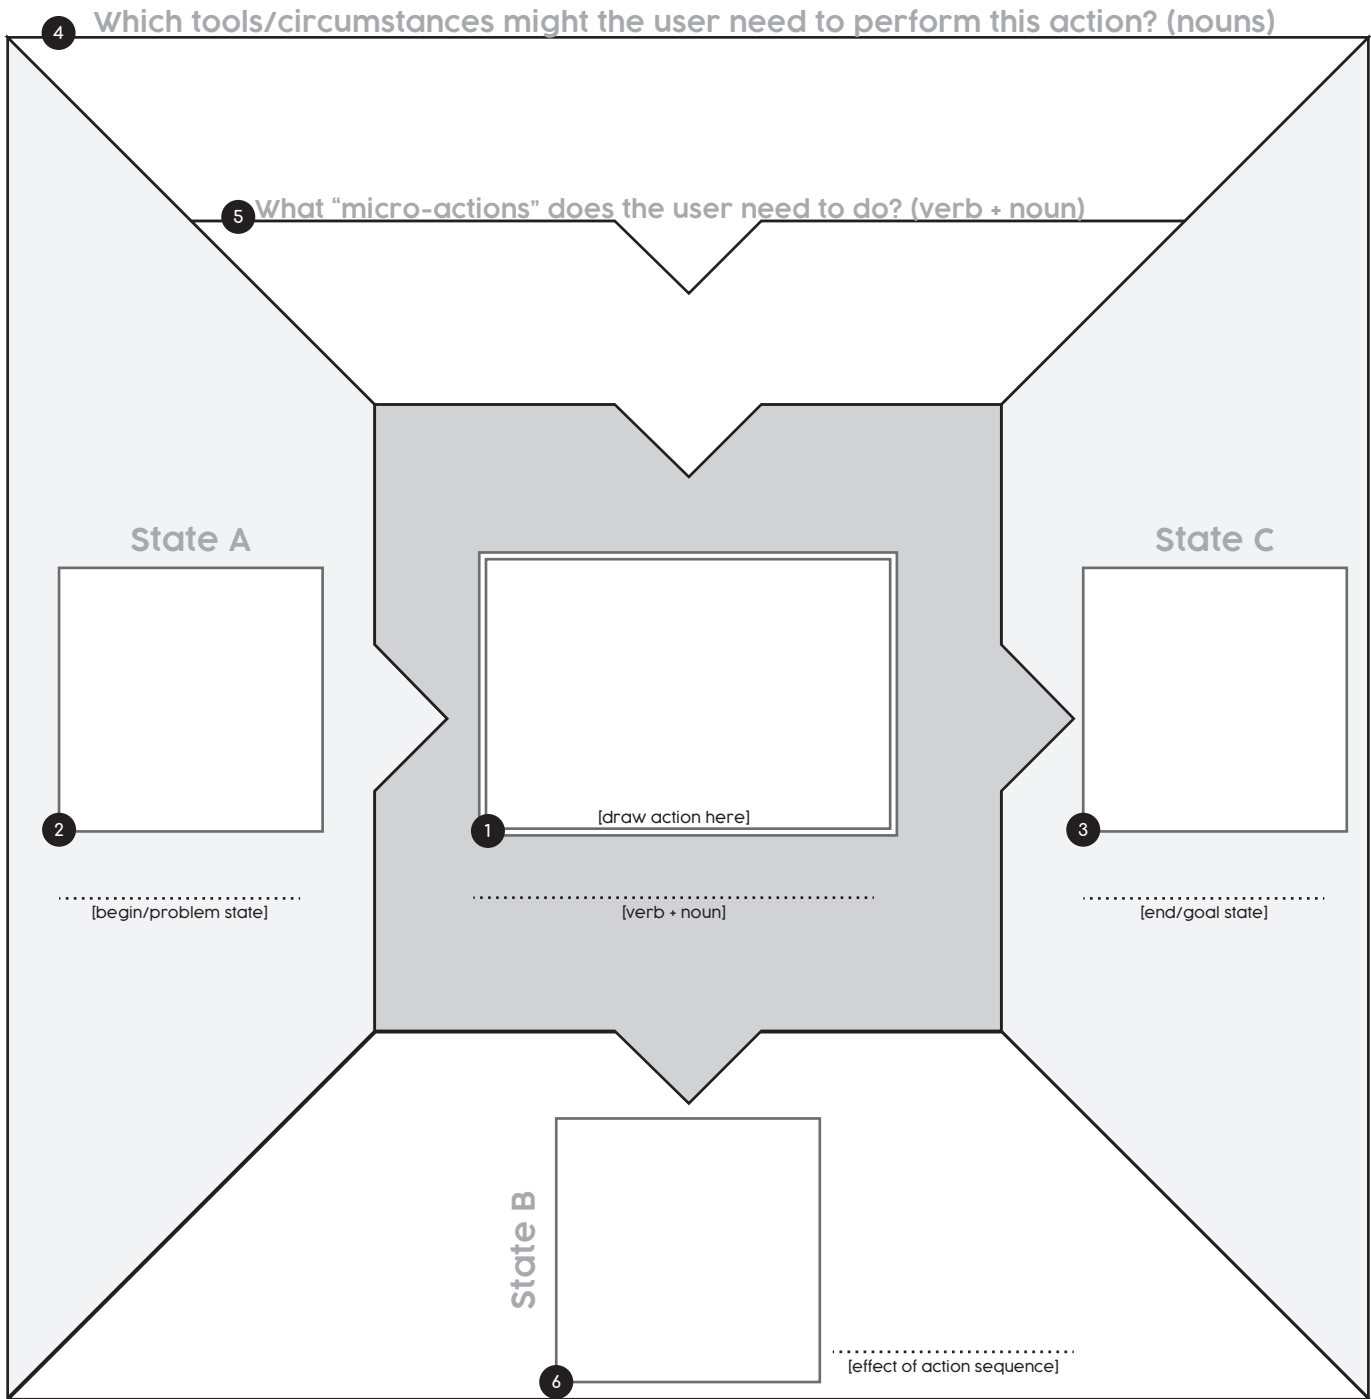 4 Which tools/circumstances might the user need to perform this action? (nouns)
5 What “micro-actions” does the user need to do? (verb + noun)
State A
State C
[draw action here]
2
1
3
[begin/problem state]
[verb + noun]
[end/goal state]
State B
[effect of action sequence]
6